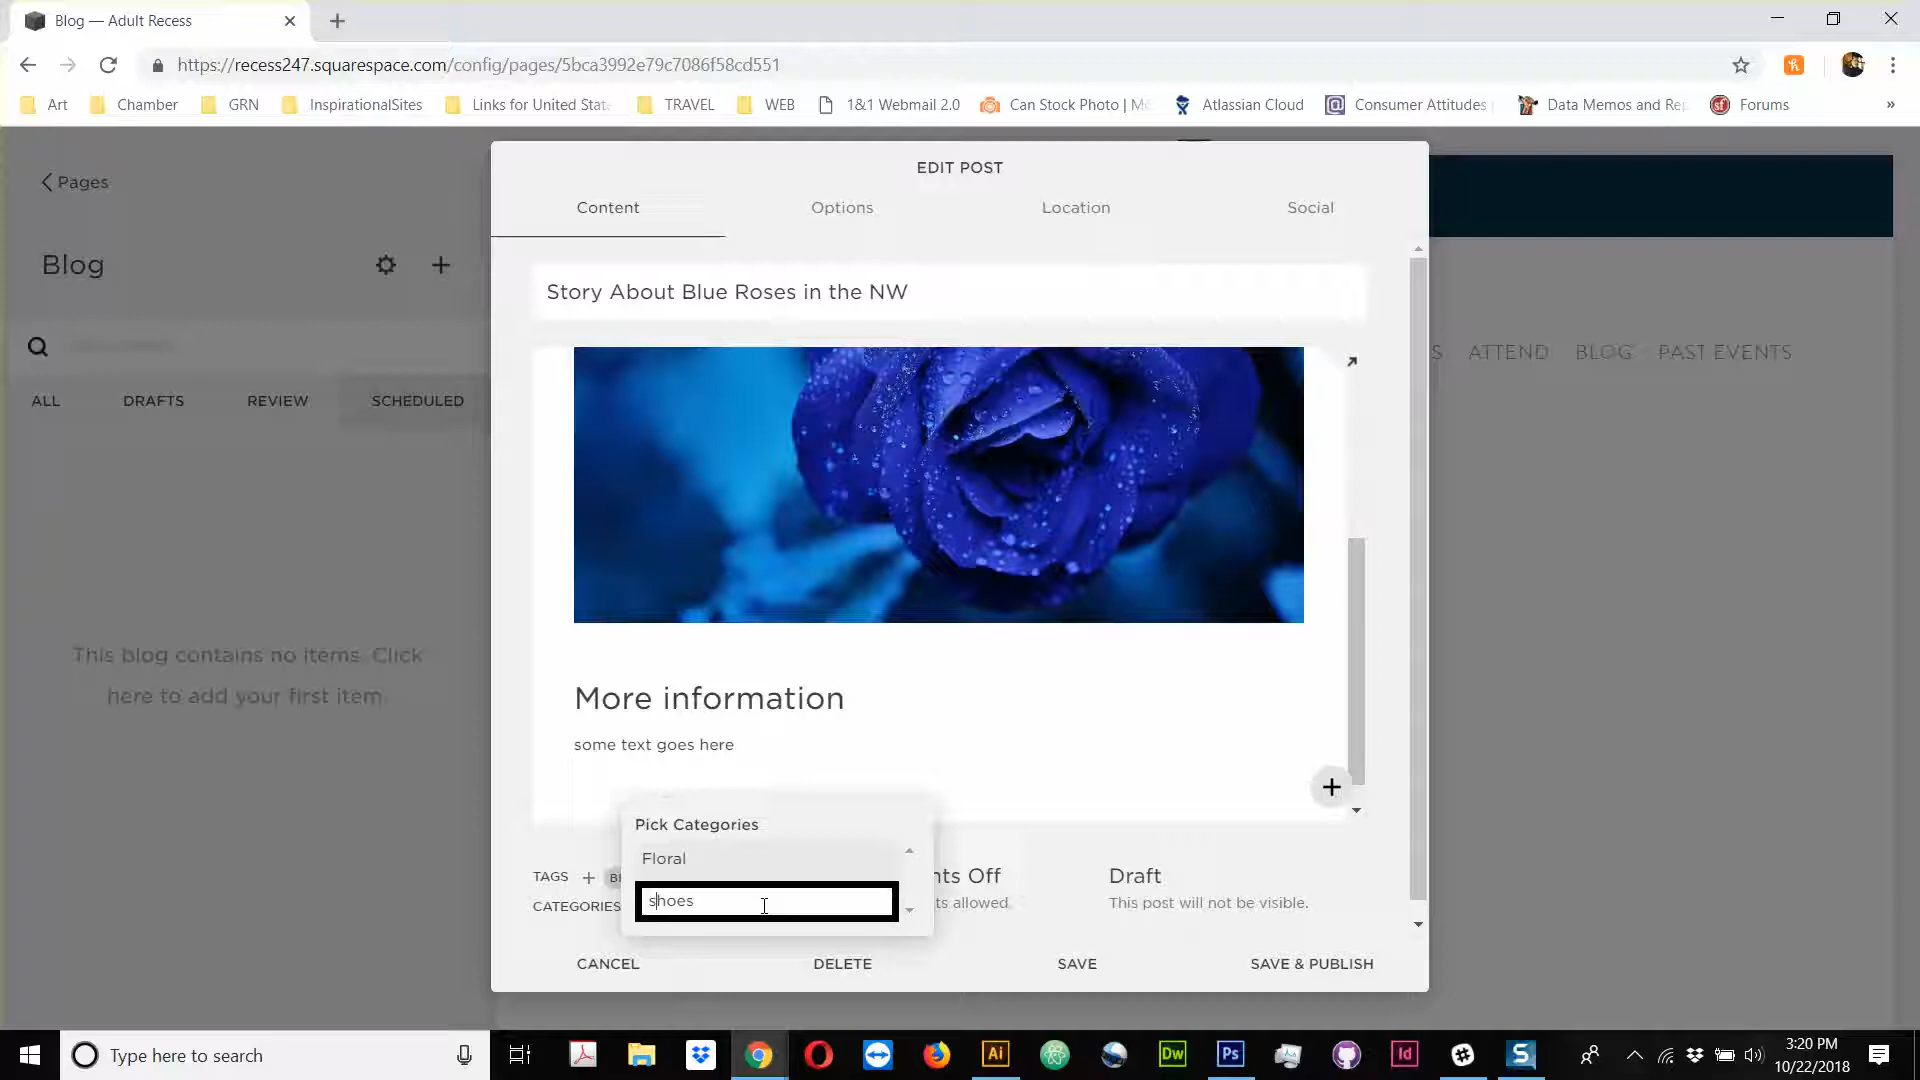 Blog — Adult Recess
https://recess247.squarespace.com/config/pages/5bca3992e79c7086f58cd551
Art Chamber GRN InspirationalSites Links for United Stat TRAVEL WEB 1&1 Webmail 2.0 Can Stock Photo | Atlassian Cloud Consumer Attitudes Data Memos and Re Forums »
EDIT POST
Pages
Content Options Location Social
Blog
Story About Blue Roses in the NW
S ATTEND BLOG PAST EVENTS
ALL DRAFTS REVIEW SCHEDULED
This blog contains no items. Click
here to add your first item.
More information
some text goes here
Pick Categories
Floral
shoes
TAGS + BL
CATEGORIES
nts Off
ts allowed.
Draft
This post will not be visible.
CANCEL DELETE SAVE SAVE & PUBLISH
Type here to search
Ai Dw Ps Id S
3:20 PM
10/22/2018